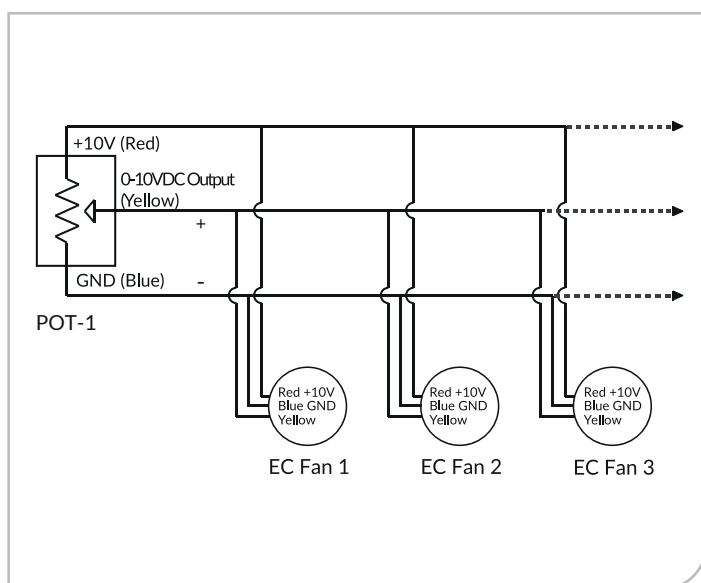 +10V (Red)
0-10VDC Output
(Yellow)
+
GND (Blue) -
POT-1
Red +10V
Blue GND
Yellow
EC Fan 1
Red +10V
Blue GND
Yellow
EC Fan 2
Red +10V
Blue GND
Yellow
EC Fan 3